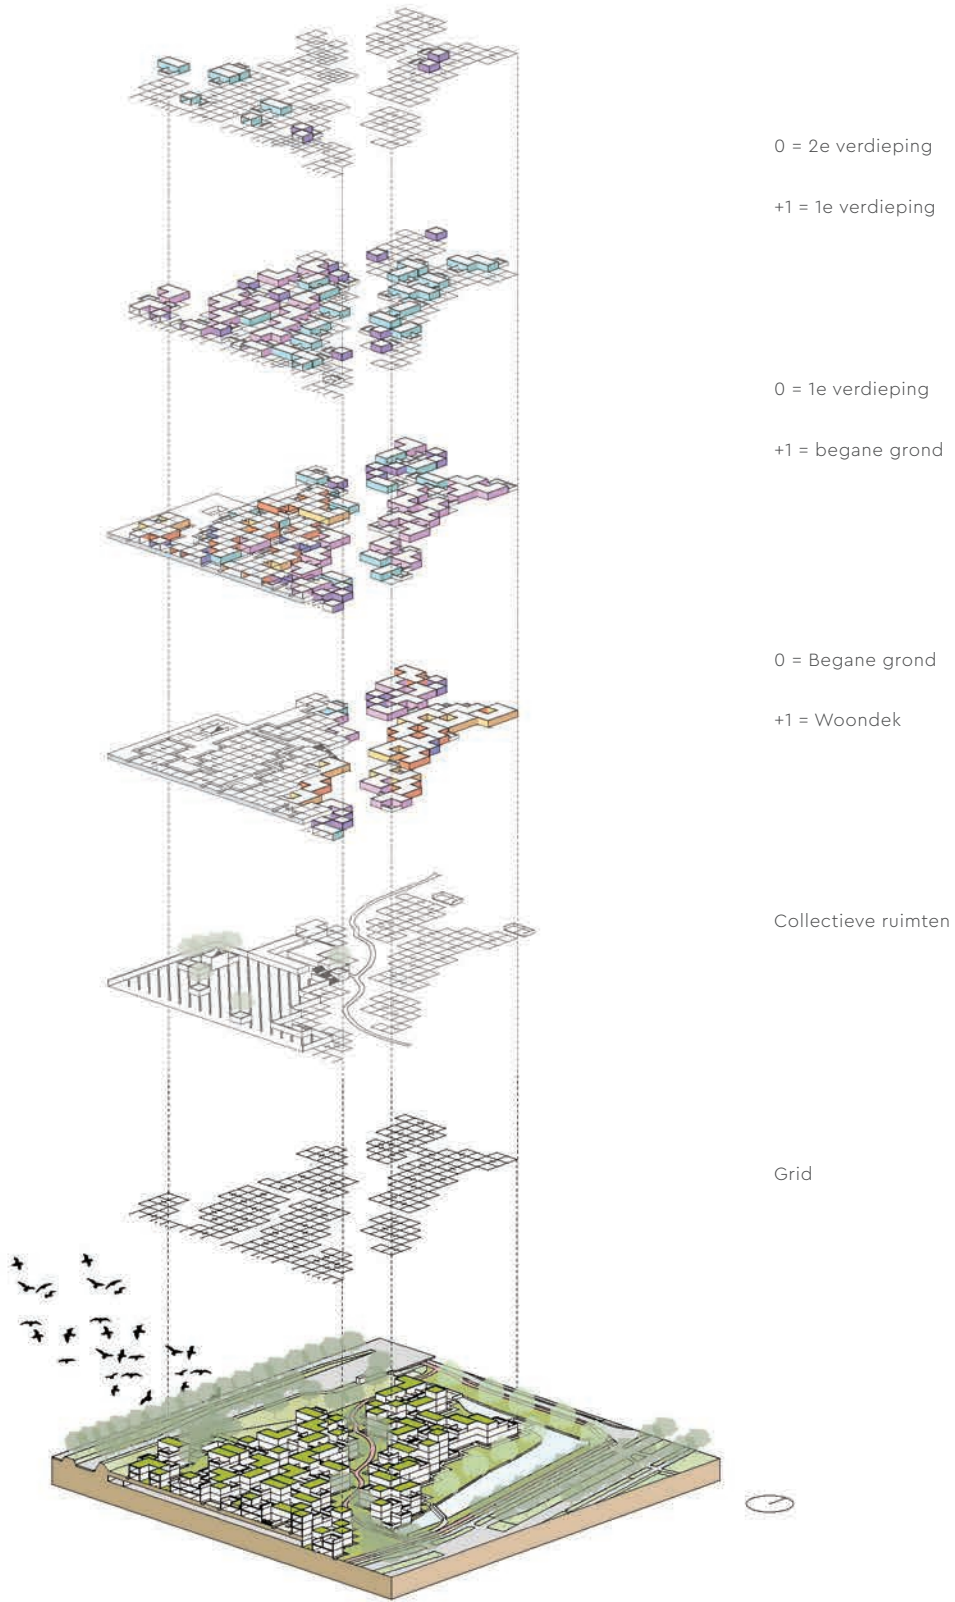 0 = 2e verdieping
+1 = 1e verdieping
0 = 1e verdieping
+1 = begane grond
0 = Begane grond
+1 = Woondek
Collectieve ruimten
Grid